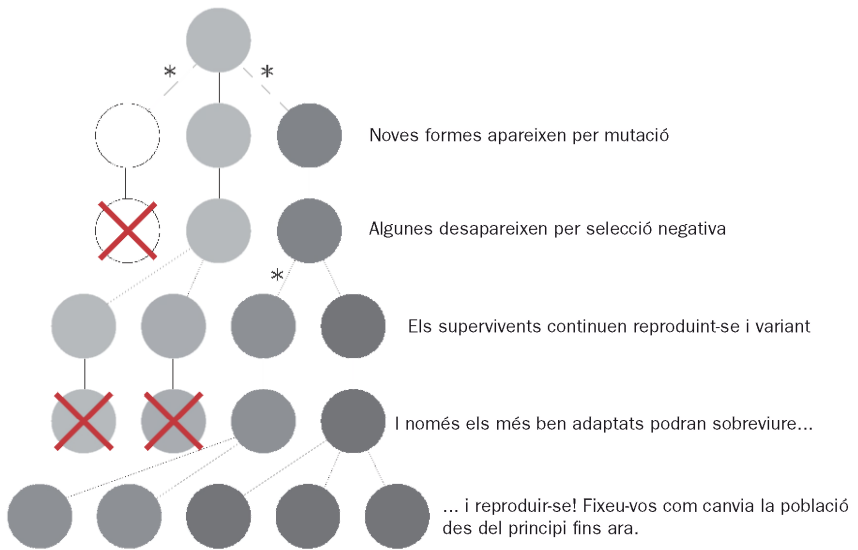 *
*
Noves formes apareixen per mutació
Algunes desapareixen per selecció negativa
*
Els supervivents continuen reproduint-se i variant
I només els més ben adaptats podran sobreviure...
... i reproduir-se! Fixeu-vos com canvia la població
des del principi fins ara.